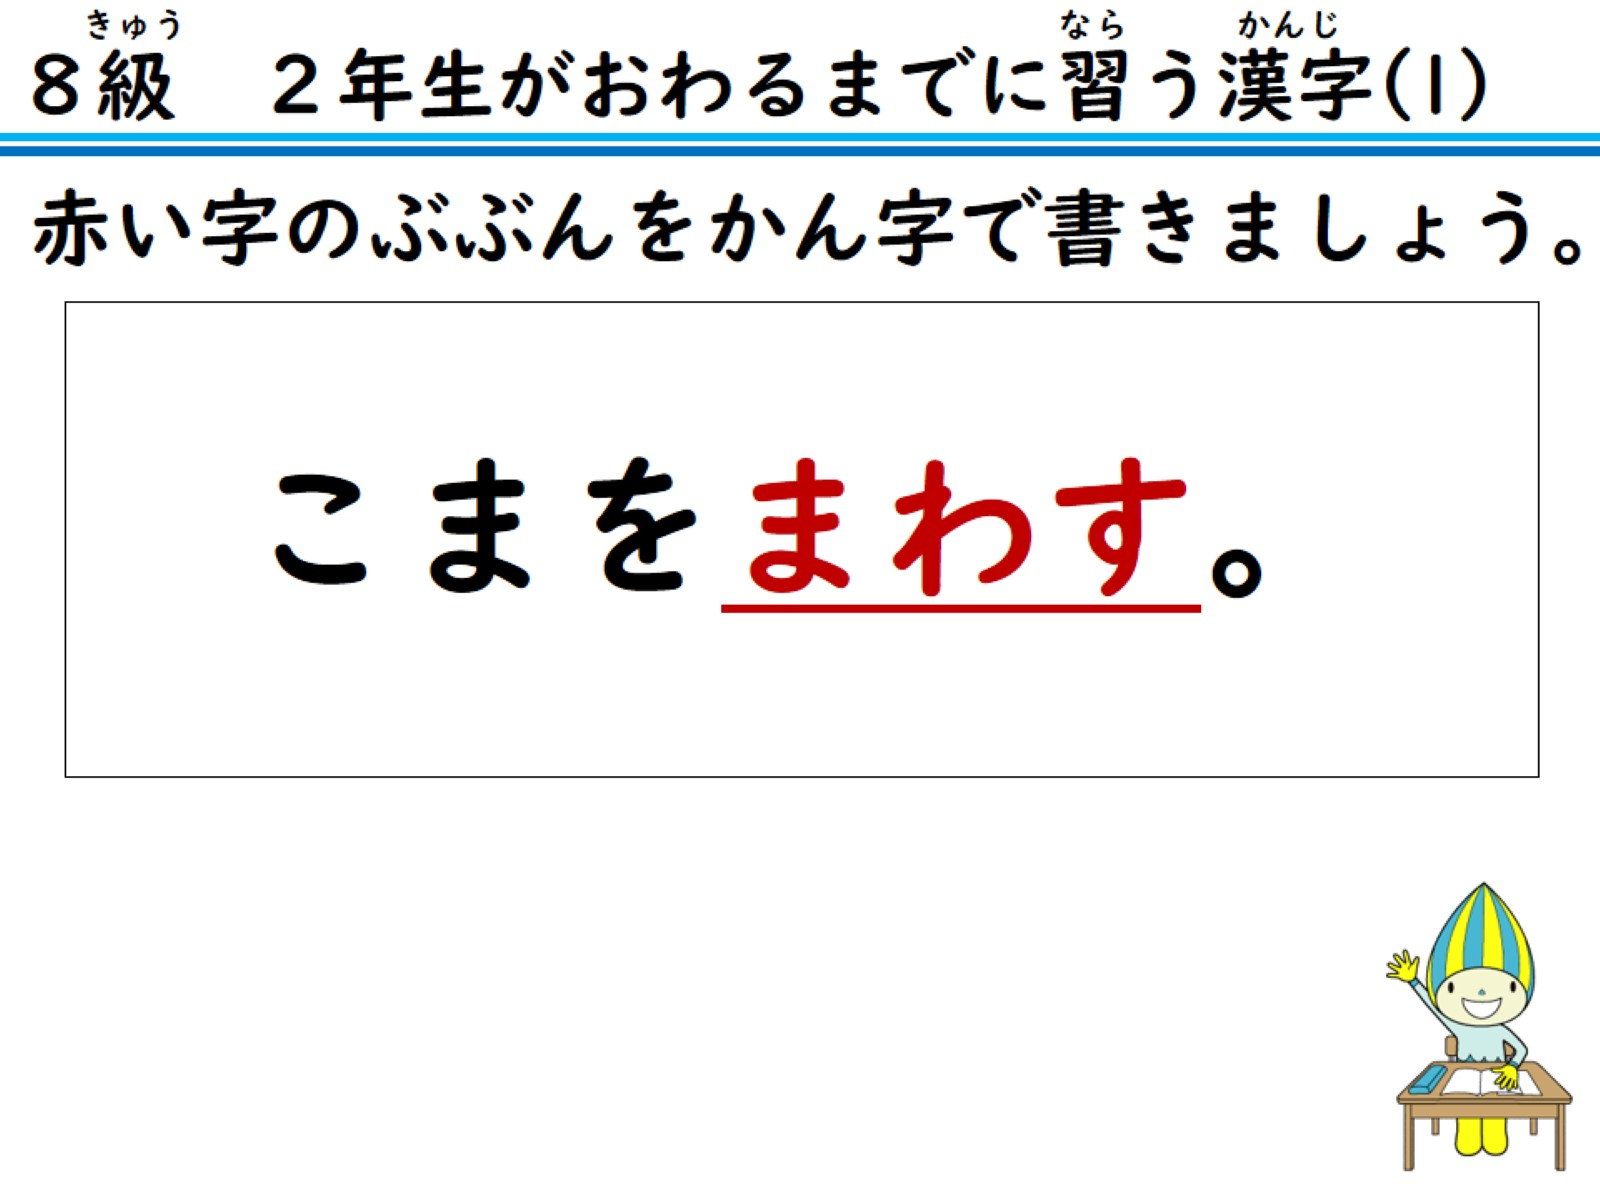 きゅう なら かんじ
8級 2年生がおわるまでに習う漢字(1)
赤い字のぶぶんをかん字で書きましょう。
こまをまわす。